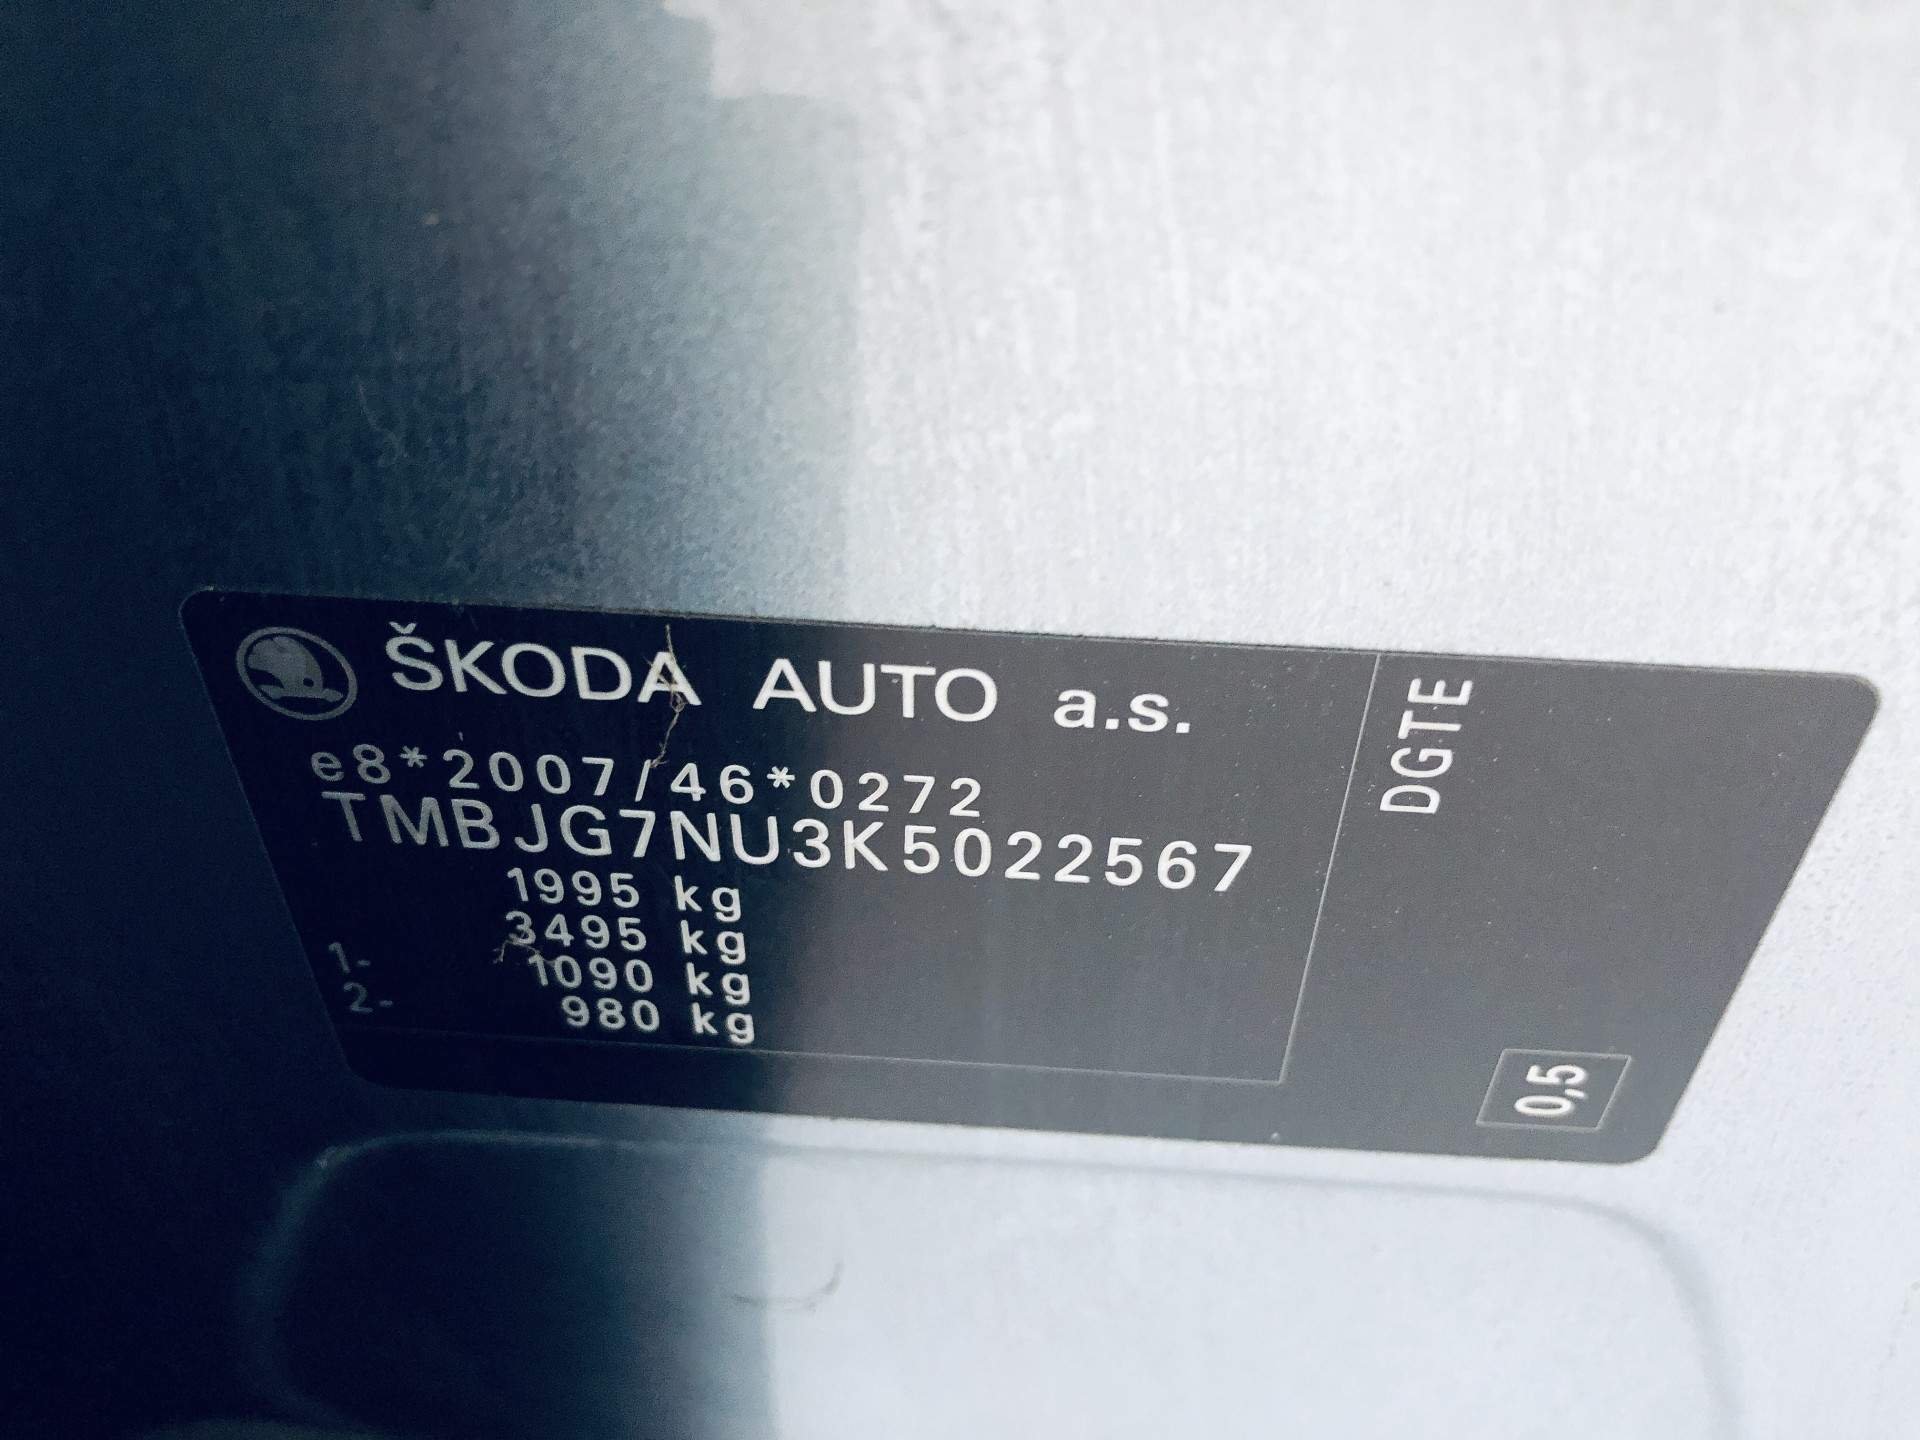 ŠKODA AUTO a.s.
e8*2007/46*0272
TMBJG7NU3K5022567
1995 kg
3495 kg
1- 1090 kg
2- 980 kg
DGTE
0,5